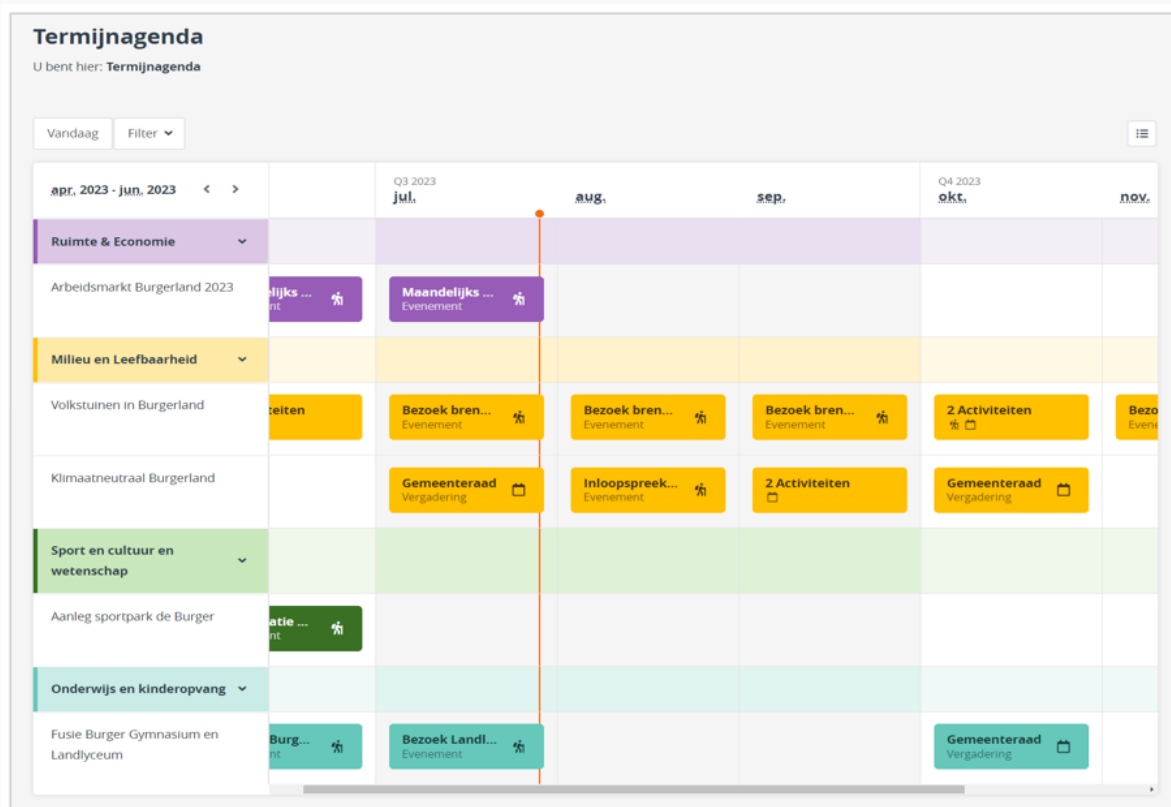 Termijnagenda
U bent hier: Termijnagenda
Vandaag
Filter
apr. 2023 - jun. 2023
Q3 2023
Q4 2023
jul.
aug.
sep.
okt.
nov.
Ruimte & Economie
Arbeidsmarkt Burgerland 2023
elijks ...
nt
Maandelijks ...
Evenement
Milieu en Leefbaarheid
Volkstuinen in Burgerland
teiten
Bezoek bren...
Evenement
Bezoek bren...
Evenement
Bezoek bren...
Evenement
2 Activiteiten
Bezo
Evene
Klimaatneutraal Burgerland
Gemeenteraad
Vergadering
Inloopspreek...
Evenement
2 Activiteiten
Gemeenteraad
Vergadering
Sport en cultuur en
wetenschap
Aanleg sportpark de Burger
atie ...
nt
Onderwijs en kinderopvang
Fusie Burger Gymnasium en
Landlyceum
Burg...
nt
Bezoek Landl...
Evenement
Gemeenteraad
Vergadering